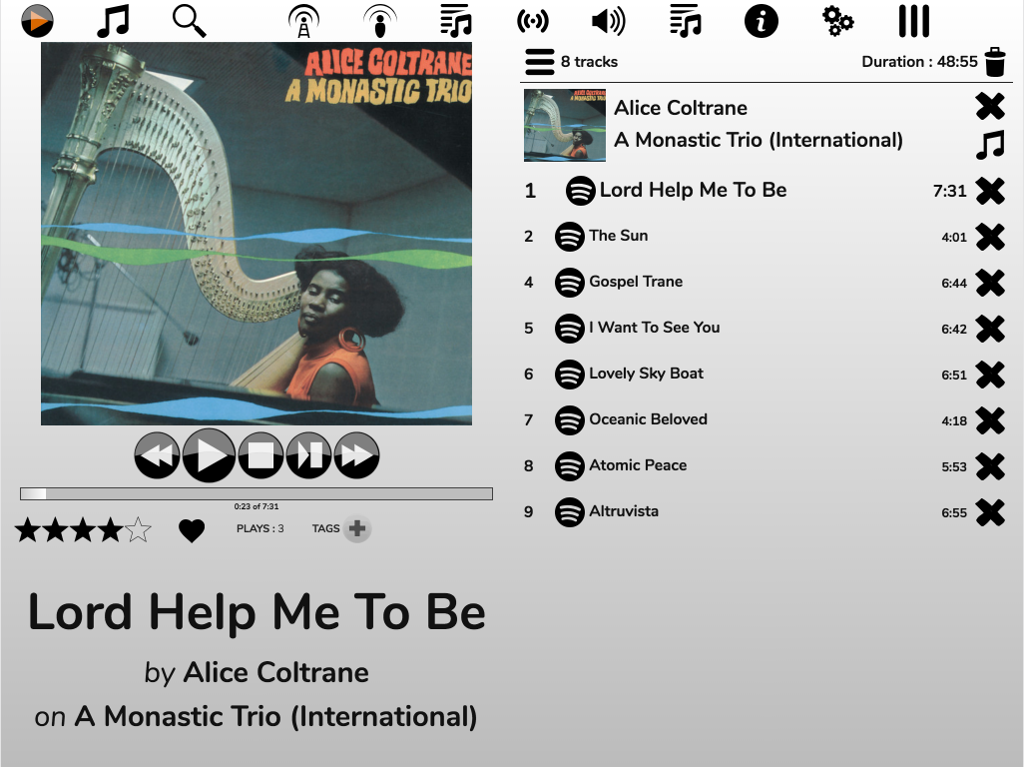 ALICE COLTRANE
A MONASTIC TRIO
0:23 of 7:31
PLAYS : 3
TAGS
Lord Help Me To Be
by Alice Coltrane
on A Monastic Trio (International)
8 tracks
Duration : 48:55
ALICE COLTRANE
A MONASTIC TRIO
Alice Coltrane
A Monastic Trio (International)
1 Lord Help Me To Be 7:31
2 The Sun 4:01
4 Gospel Trane 6:44
5 I Want To See You 6:42
6 Lovely Sky Boat 6:51
7 Oceanic Beloved 4:18
8 Atomic Peace 5:53
9 Altruvista 6:55